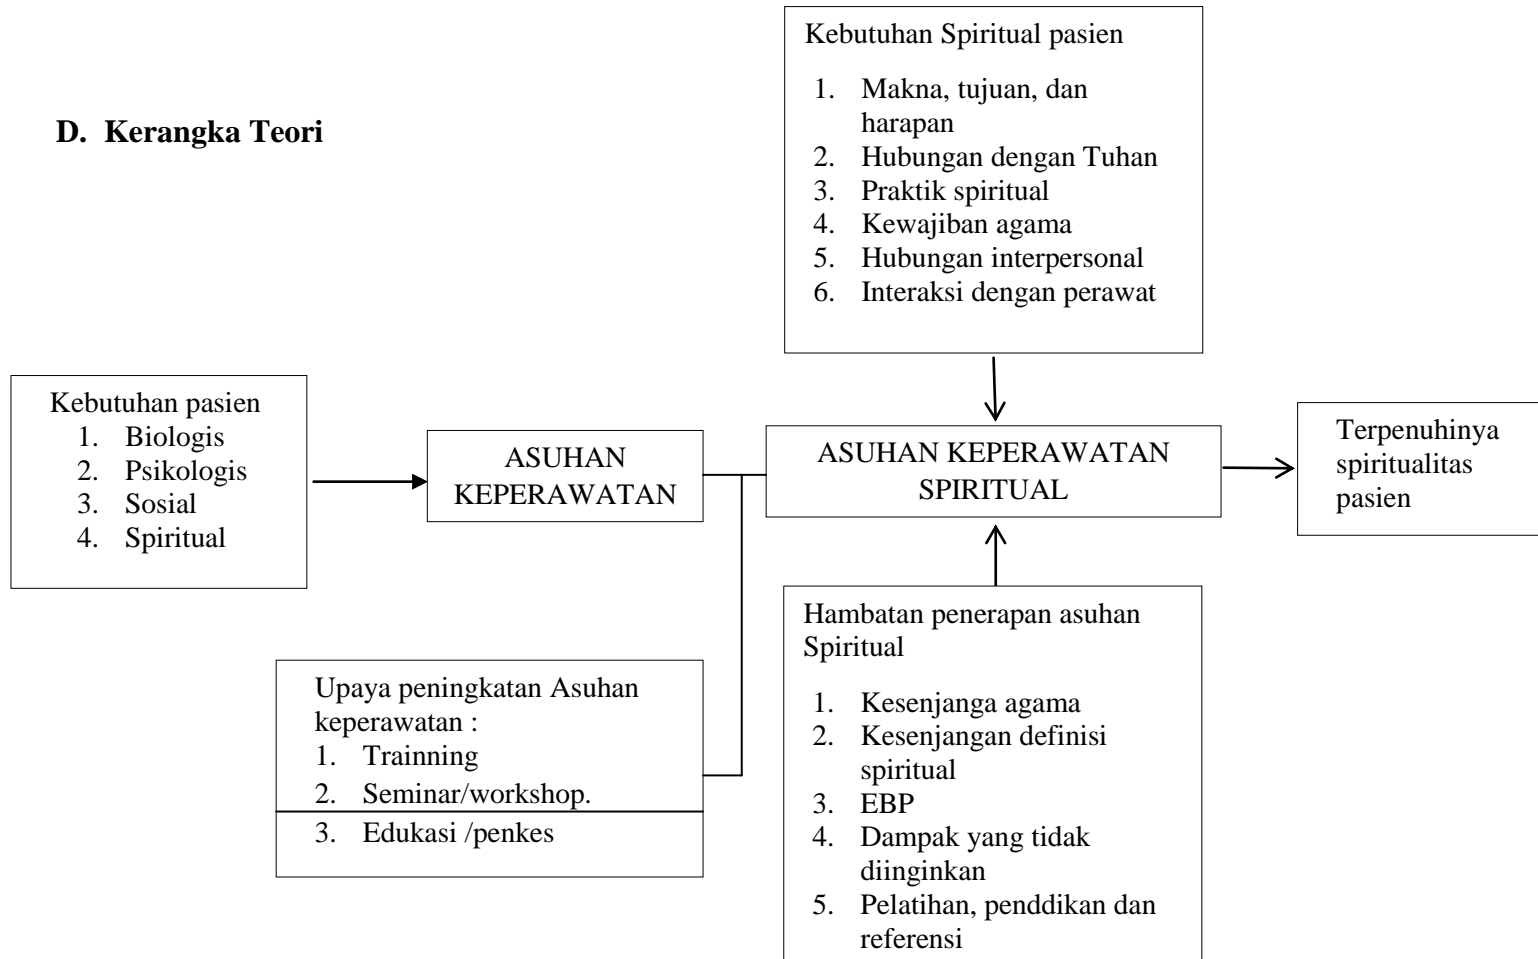 D. Kerangka Teori
Kebutuhan Spiritual pasien
1. Makna, tujuan, dan
harapan
2. Hubungan dengan Tuhan
3. Praktik spiritual
4. Kewajiban agama
5. Hubungan interpersonal
6. Interaksi dengan perawat
Kebutuhan pasien
1. Biologis
2. Psikologis
3. Sosial
4. Spiritual
ASUHAN
KEPERAWATAN
ASUHAN KEPERAWATAN
SPIRITUAL
Terpenuhinya
spiritualitas
pasien
Upaya peningkatan Asuhan
keperawatan :
1. Trainning
2. Seminar/workshop.
3. Edukasi /penkes
Hambatan penerapan asuhan
Spiritual
1. Kesenjanga agama
2. Kesenjangan definisi
spiritual
3. EBP
4. Dampak yang tidak
diinginkan
5. Pelatihan, penddikan dan
referensi